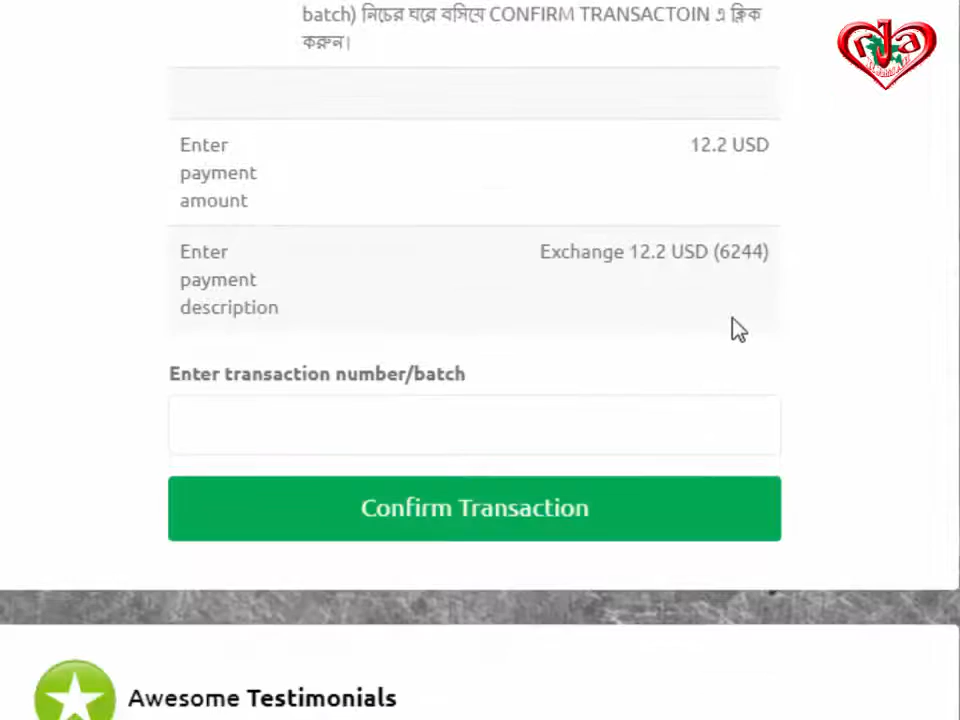 batch) নিচের ঘরে বসিয়ে CONFIRM TRANSACTOIN এ ক্লিক
করুন।
Enter
payment
amount
12.2 USD
Enter
payment
description
Exchange 12.2 USD (6244)
Enter transaction number/batch
Confirm Transaction
Awesome Testimonials